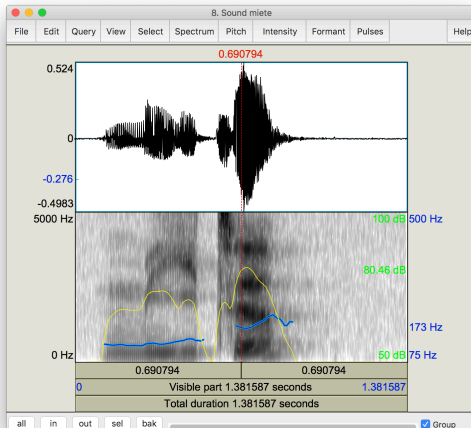 8. Sound miete
File Edit Query View Select Spectrum Pitch Intensity Formant Pulses Help
0.690794
0.524
0
-0.276
-0.4983
5000 Hz 100 dB 500 Hz
80.46 dB
173 Hz
0 Hz 50 dB 75 Hz
0.690794 0.690794
0 Visible part 1.381587 seconds 1.381587
Total duration 1.381587 seconds
all in out sel bak Group